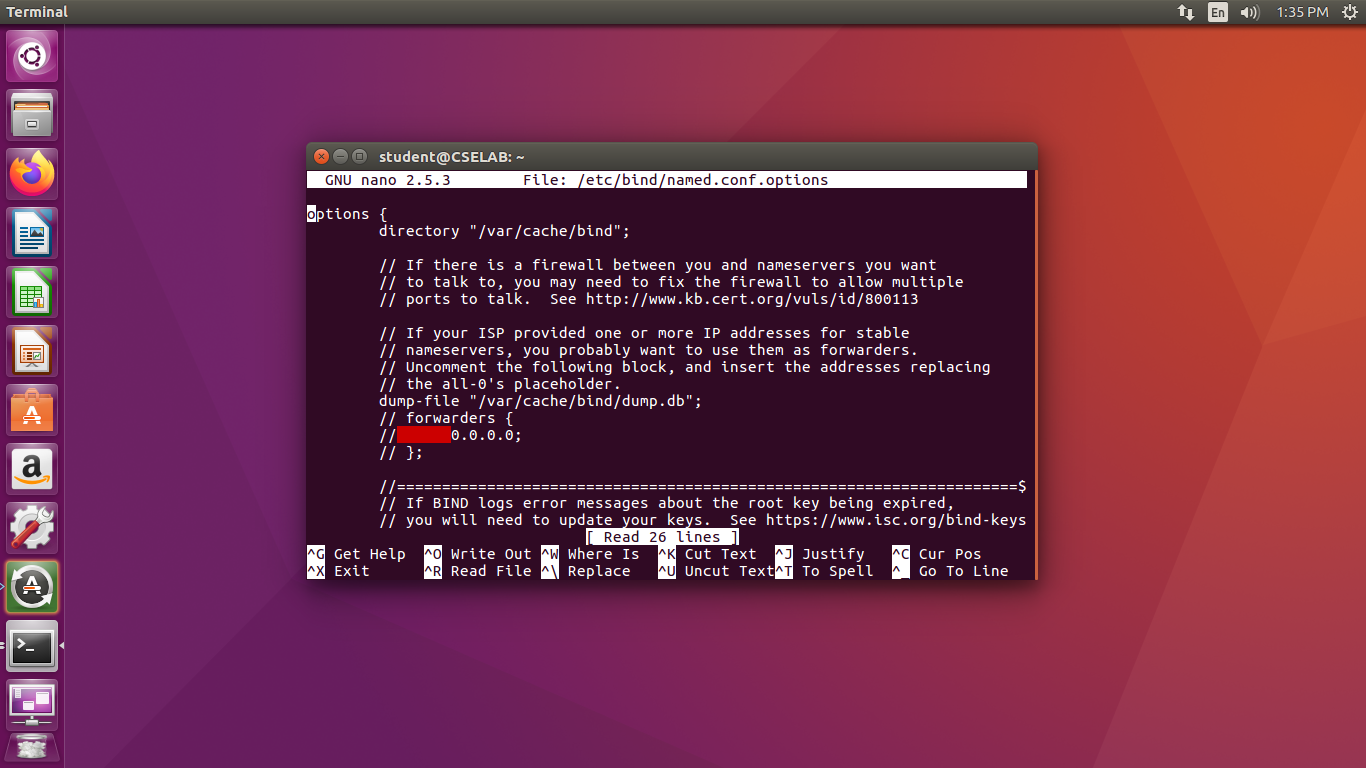 Terminal
En
1:35 PM
student@CSELAB: ~
GNU nano 2.5.3 File: /etc/bind/named.conf.options
options {
directory "/var/cache/bind";
// If there is a firewall between you and nameservers you want
// to talk to, you may need to fix the firewall to allow multiple
// ports to talk.  See http://www.kb.cert.org/vuls/id/800113
// If your ISP provided one or more IP addresses for stable
// nameservers, you probably want to use them as forwarders.
// Uncomment the following block, and insert the addresses replacing
// the all-0's placeholder.
dump-file "/var/cache/bind/dump.db";
// forwarders {
//      0.0.0.0;
// };
//=====================================================================$
// If BIND logs error messages about the root key being expired,
// you will need to update your keys.  See https://www.isc.org/bind-keys
[ Read 26 lines ]
^G Get Help ^O Write Out ^W Where Is ^K Cut Text ^J Justify ^C Cur Pos
^X Exit ^R Read File ^\ Replace ^U Uncut Text ^T To Spell ^_ Go To Line